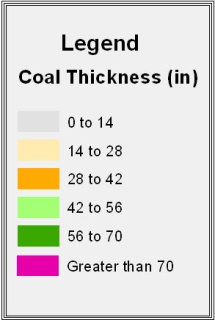 Legend
Coal Thickness (in)
0 to 14
14 to 28
28 to 42
42 to 56
56 to 70
Greater than 70